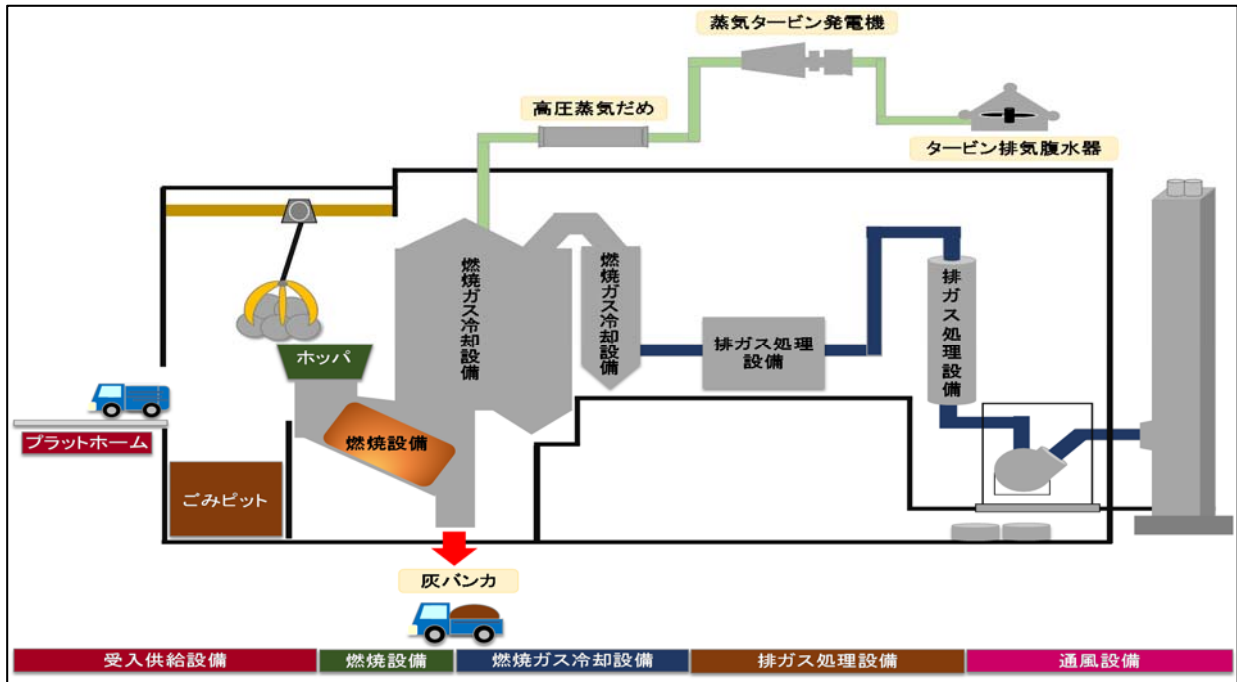 蒸気タービン発電機
高圧蒸気だめ
タービン排気腹水器
燃焼ガス冷却設備
燃焼ガス冷却設備
排ガス処理
設備
排ガス処理設備
ホッパ
燃焼設備
プラットホーム
ごみピット
灰バンカ
受入供給設備
燃焼設備
燃焼ガス冷却設備
排ガス処理設備
通風設備